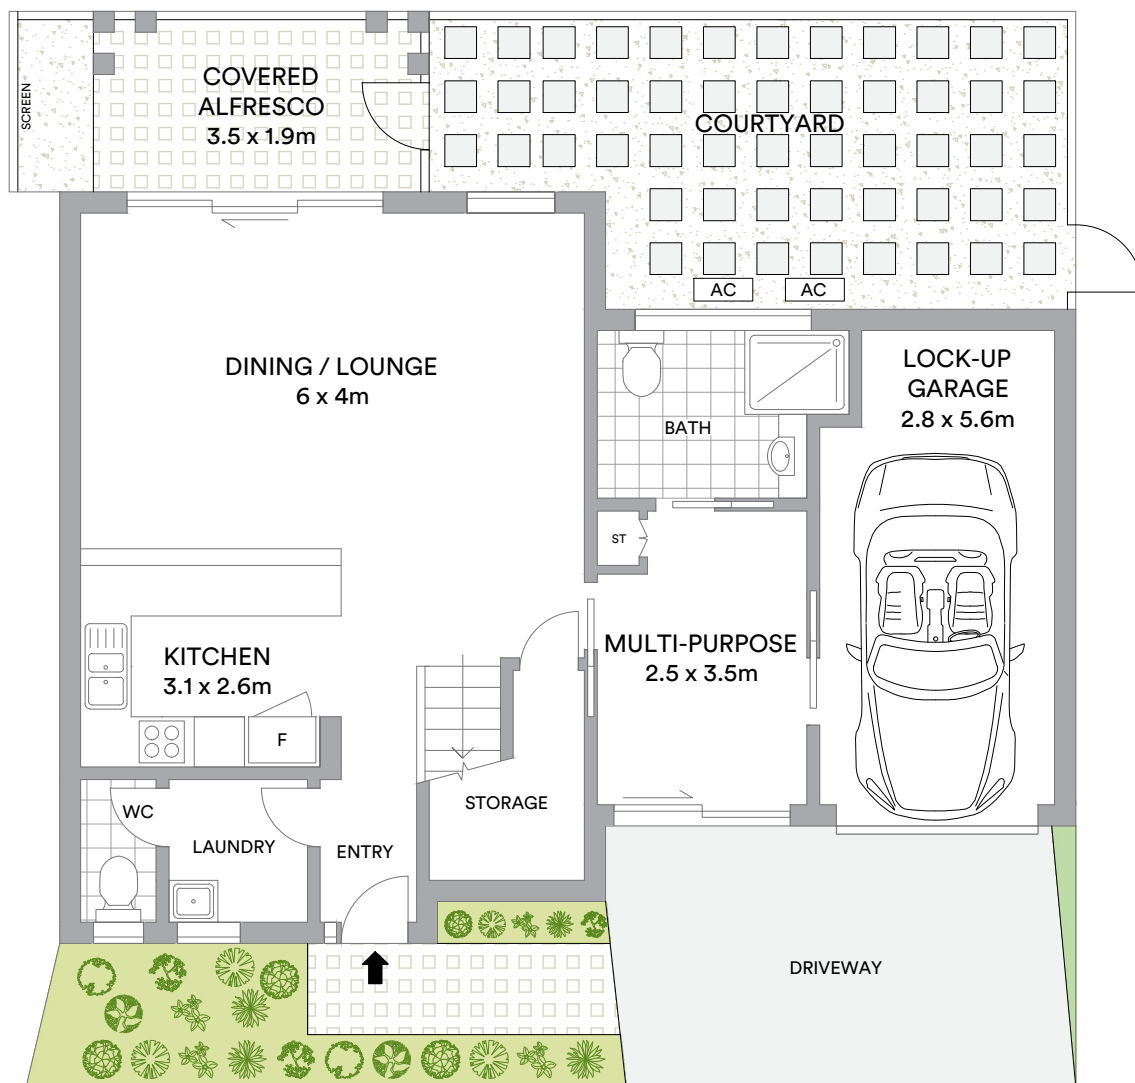 SCREEN
COVERED
ALFRESCO
3.5 x 1.9m
COURTYARD
AC
AC
DINING / LOUNGE
6 x 4m
LOCK-UP
GARAGE
2.8 x 5.6m
BATH
ST
MULTI-PURPOSE
2.5 x 3.5m
KITCHEN
3.1 x 2.6m
F
STORAGE
WC
LAUNDRY
ENTRY
DRIVEWAY